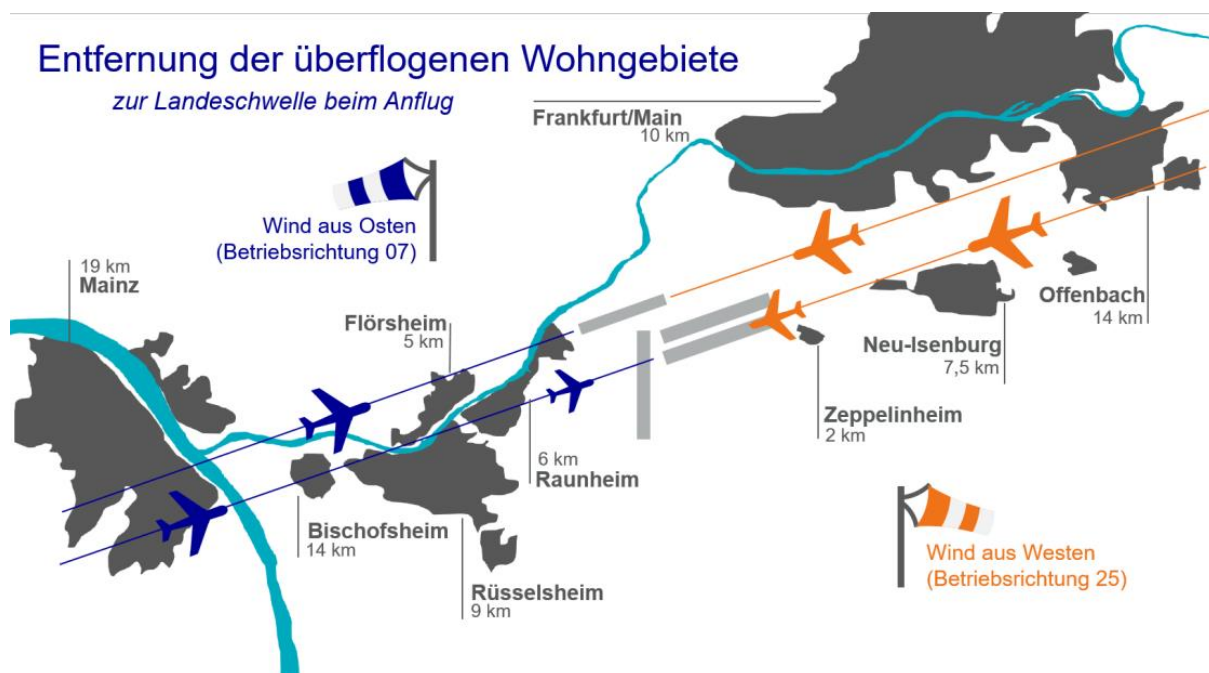 Entfernung der überflogenen Wohngebiete
zur Landeschwelle beim Anflug
Frankfurt/Main
10 km
Wind aus Osten
(Betriebsrichtung 07)
19 km
Mainz
Flörsheim
5 km
Offenbach
14 km
Neu-Isenburg
7,5 km
Zeppelinheim
2 km
6 km
Raunheim
Bischofsheim
14 km
Rüsselsheim
9 km
Wind aus Westen
(Betriebsrichtung 25)